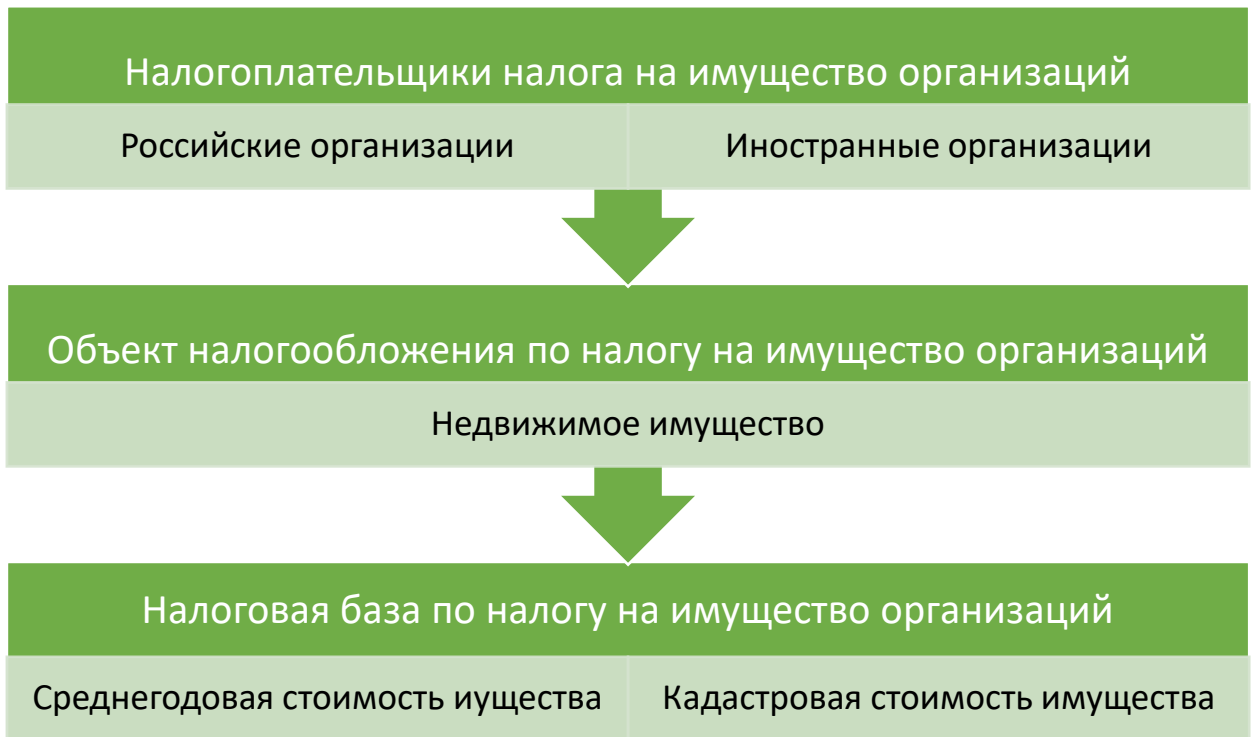 Налогоплательщики налога на имущество организаций
Российские организации
Иностранные организации
Объект налогообложения по налогу на имущество организаций
Недвижимое имущество
Налоговая база по налогу на имущество организаций
Среднегодовая стоимость иущества
Кадастровая стоимость имущества